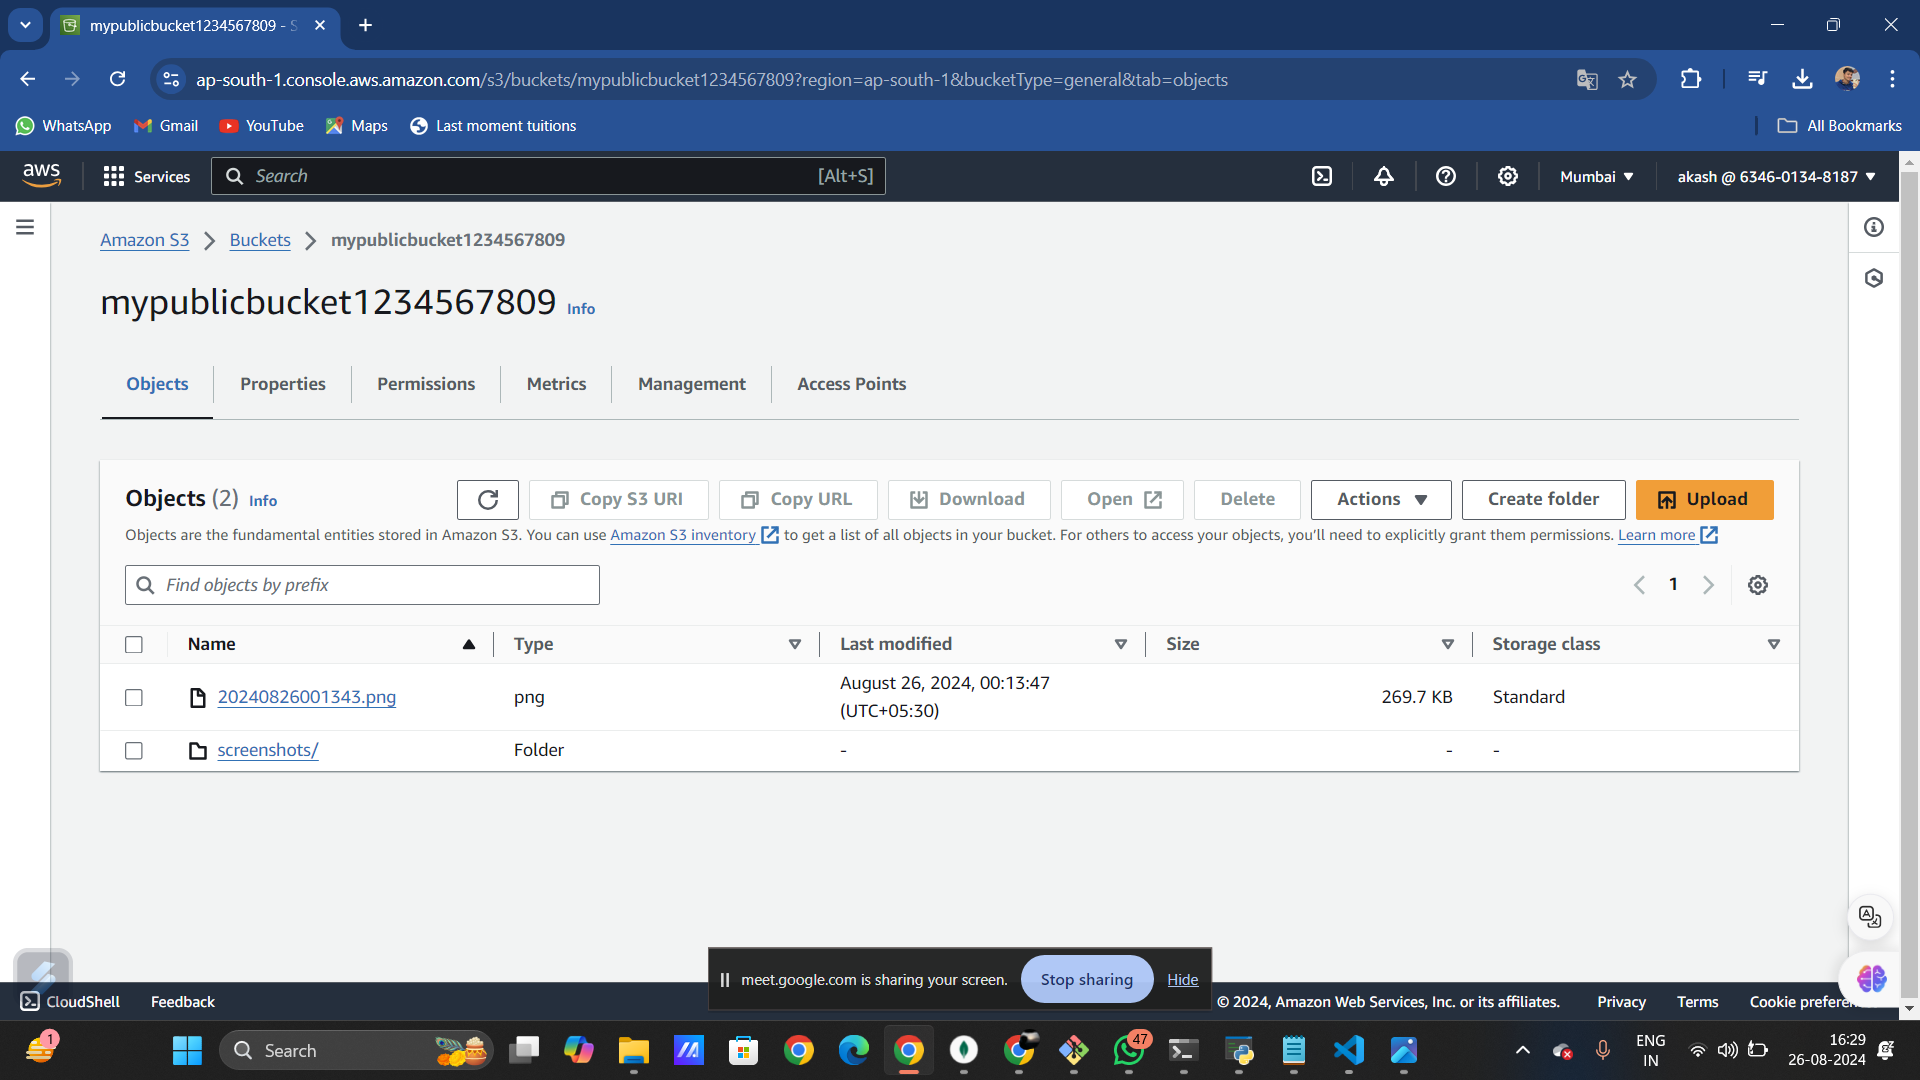 mypublicbucket1234567809 - S
ap-south-1.console.aws.amazon.com/s3/buckets/mypublicbucket1234567809?region=ap-south-1&bucketType=general&tab=objects
WhatsApp Gmail YouTube Maps Last moment tuitions All Bookmarks
aws Services Search [Alt+S] Mumbai akash @ 6346-0134-8187
Amazon S3 Buckets mypublicbucket1234567809
mypublicbucket1234567809 Info
Objects Properties Permissions Metrics Management Access Points
Objects (2) Info Copy S3 URI Copy URL Download Open Delete Actions Create folder Upload
Objects are the fundamental entities stored in Amazon S3. You can use Amazon S3 inventory to get a list of all objects in your bucket. For others to access your objects, you'll need to explicitly grant them permissions. Learn more
Find objects by prefix 1
Name Type Last modified Size Storage class
20240826001343.png png August 26, 2024, 00:13:47 (UTC+05:30) 269.7 KB Standard
screenshots/ Folder - - -
meet.google.com is sharing your screen. Stop sharing Hide
CloudShell Feedback © 2024, Amazon Web Services, Inc. or its affiliates. Privacy Terms Cookie prefere
1 Search 47 ENG IN 16:29
26-08-2024